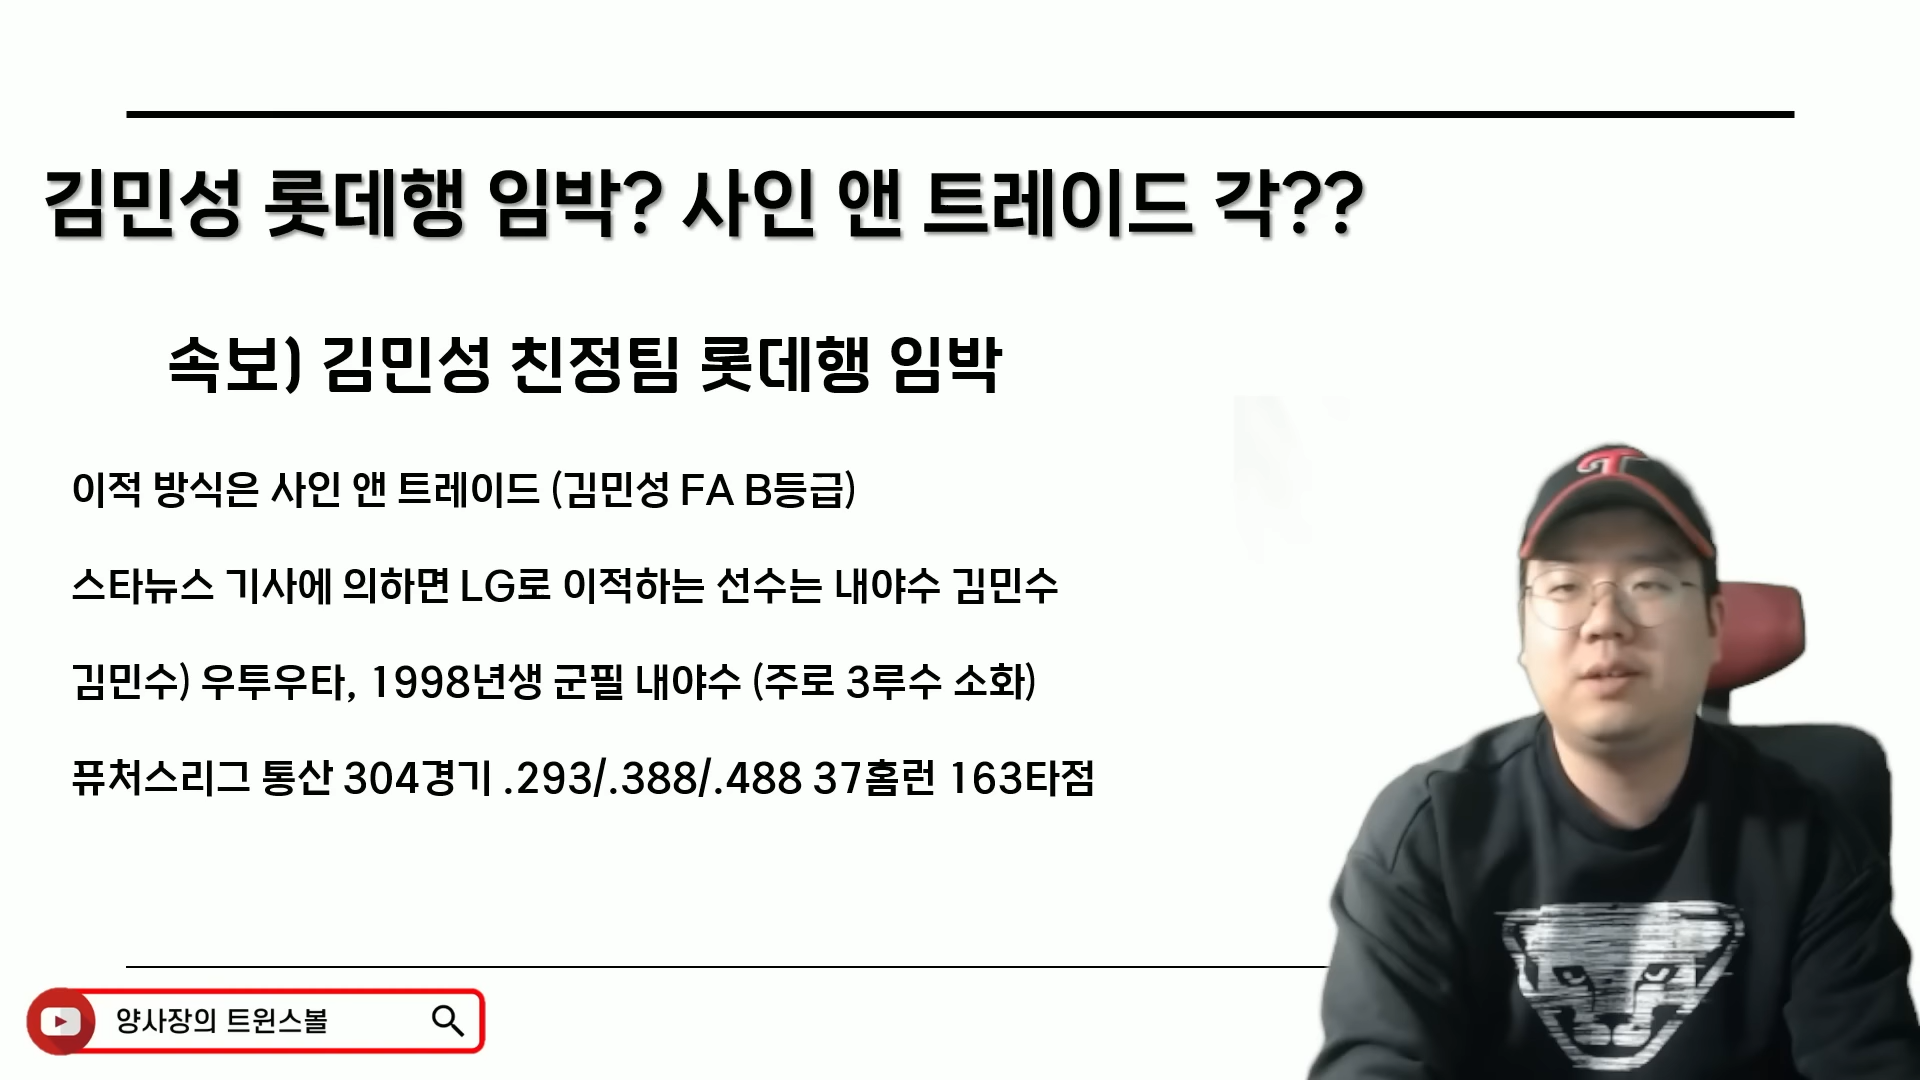 김민성 롯데행 임박? 사인 앤 트레이드 각??
속보) 김민성 친정팀 롯데행 임박
이적 방식은 사인 앤 트레이드 (김민성 FA B등급)
스타뉴스 기사에 의하면 LG로 이적하는 선수는 내야수 김민수
김민수) 우투우타, 1998년생 군필 내야수 (주로 3루수 소화)
퓨처스리그 통산 304경기 .293/.388/.488 37홈런 163타점
양사장의 트윈스볼
T